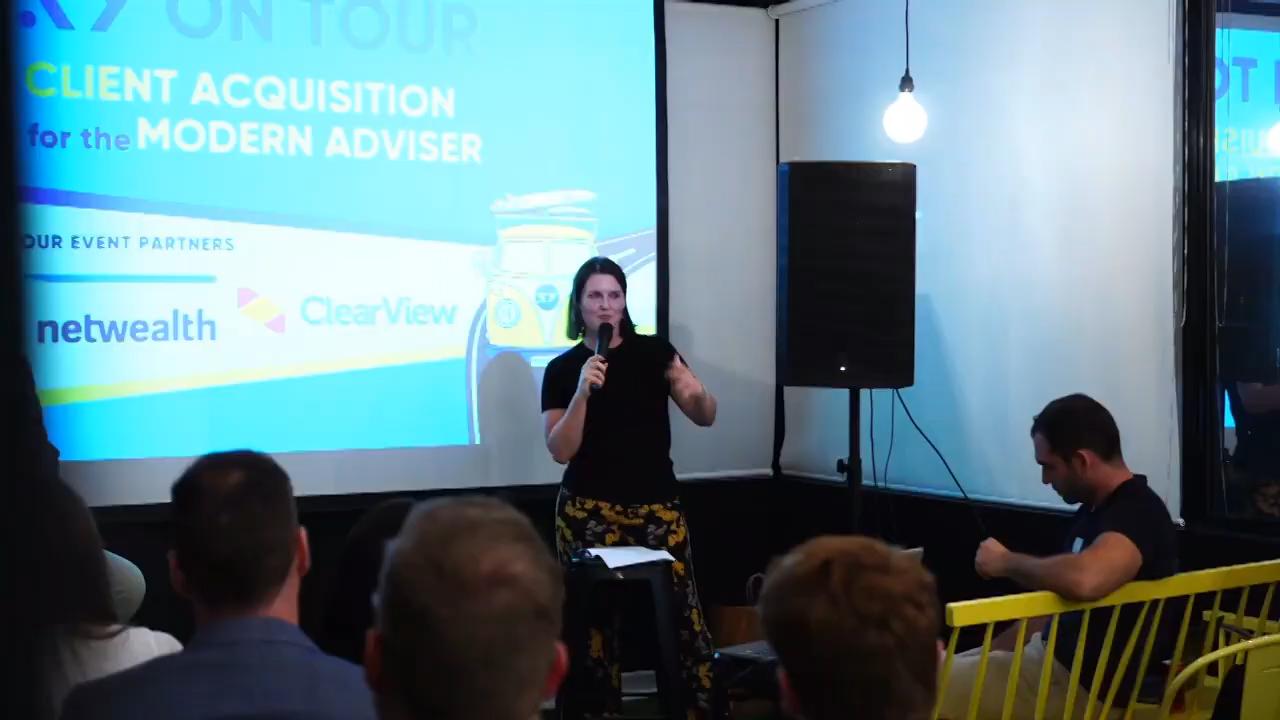 ON TOUR
CLIENT ACQUISITION
for the MODERN ADVISER
OUR EVENT PARTNERS
netwealth
ClearView